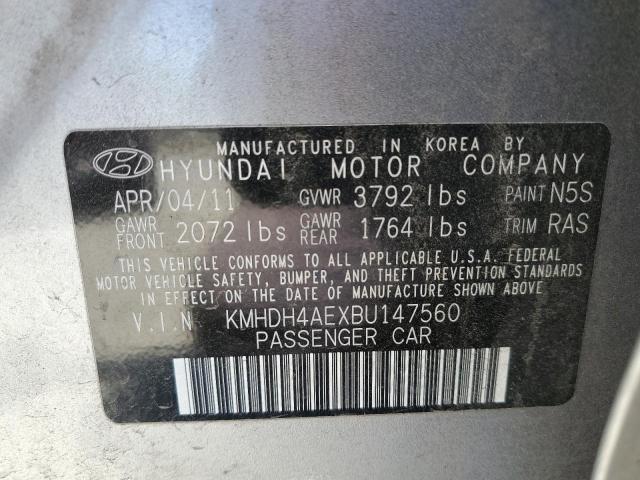 MANUFACTURED IN KOREA BY
HYUNDAI MOTOR COMPANY
APR/04/11 GVWR 3792 lbs PAINT N5S
GAWR FRONT 2072 lbs GAWR REAR 1764 lbs TRIM RAS
THIS VEHICLE CONFORMS TO ALL APPLICABLE U.S.A. FEDERAL
MOTOR VEHICLE SAFETY, BUMPER, AND THEFT PREVENTION STANDARDS
IN EFFECT ON THE DATE OF MANUFACTURE SHOWN ABOVE
V.I.N. KMHDH4AEXBU147560
PASSENGER CAR